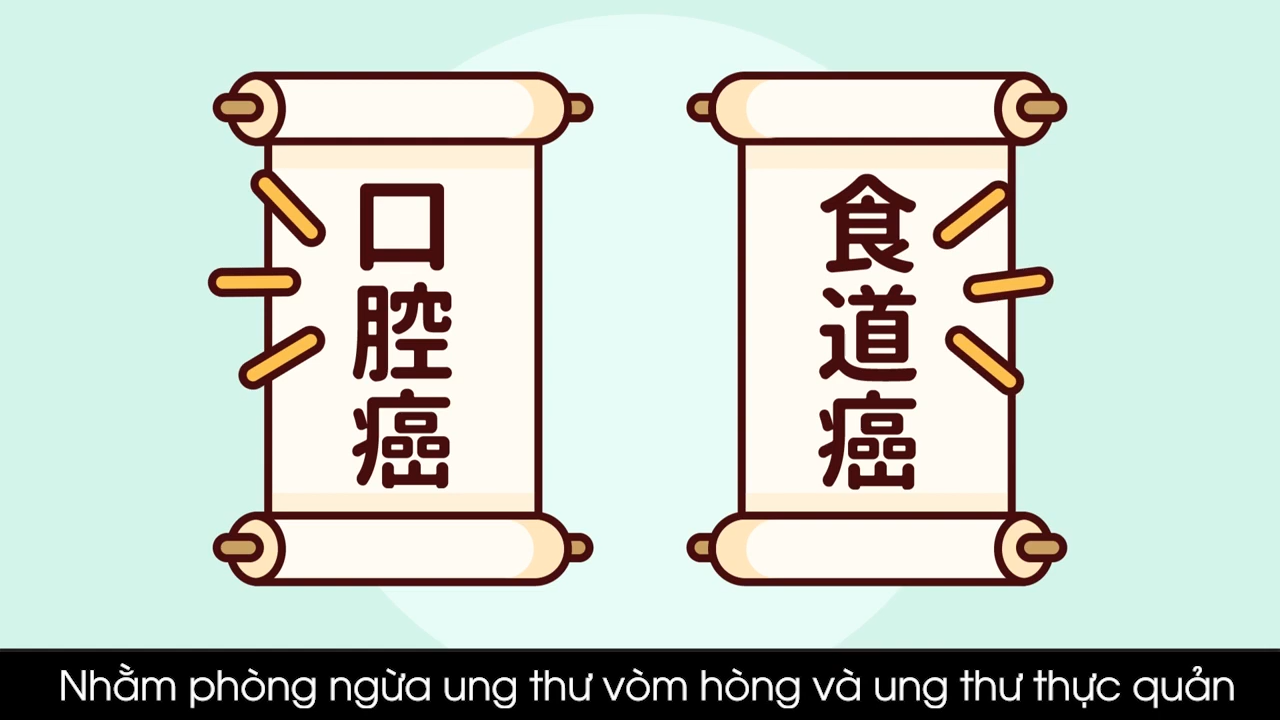 口腔癌
食道癌
Nhằm phòng ngừa ung thư vòm hòng và ung thư thực quản